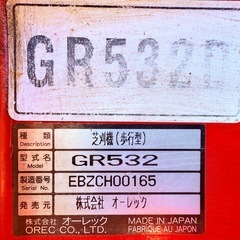 GR532D
種類 芝刈機(歩行型)
型式名 Model GR532
製造番号 Serial No. EBZCH00165
発売元 株式会社 オーレック
株式会社 オーレック MADE IN JAPAN
OREC CO., LTD. FABRIQUE AU JAPON